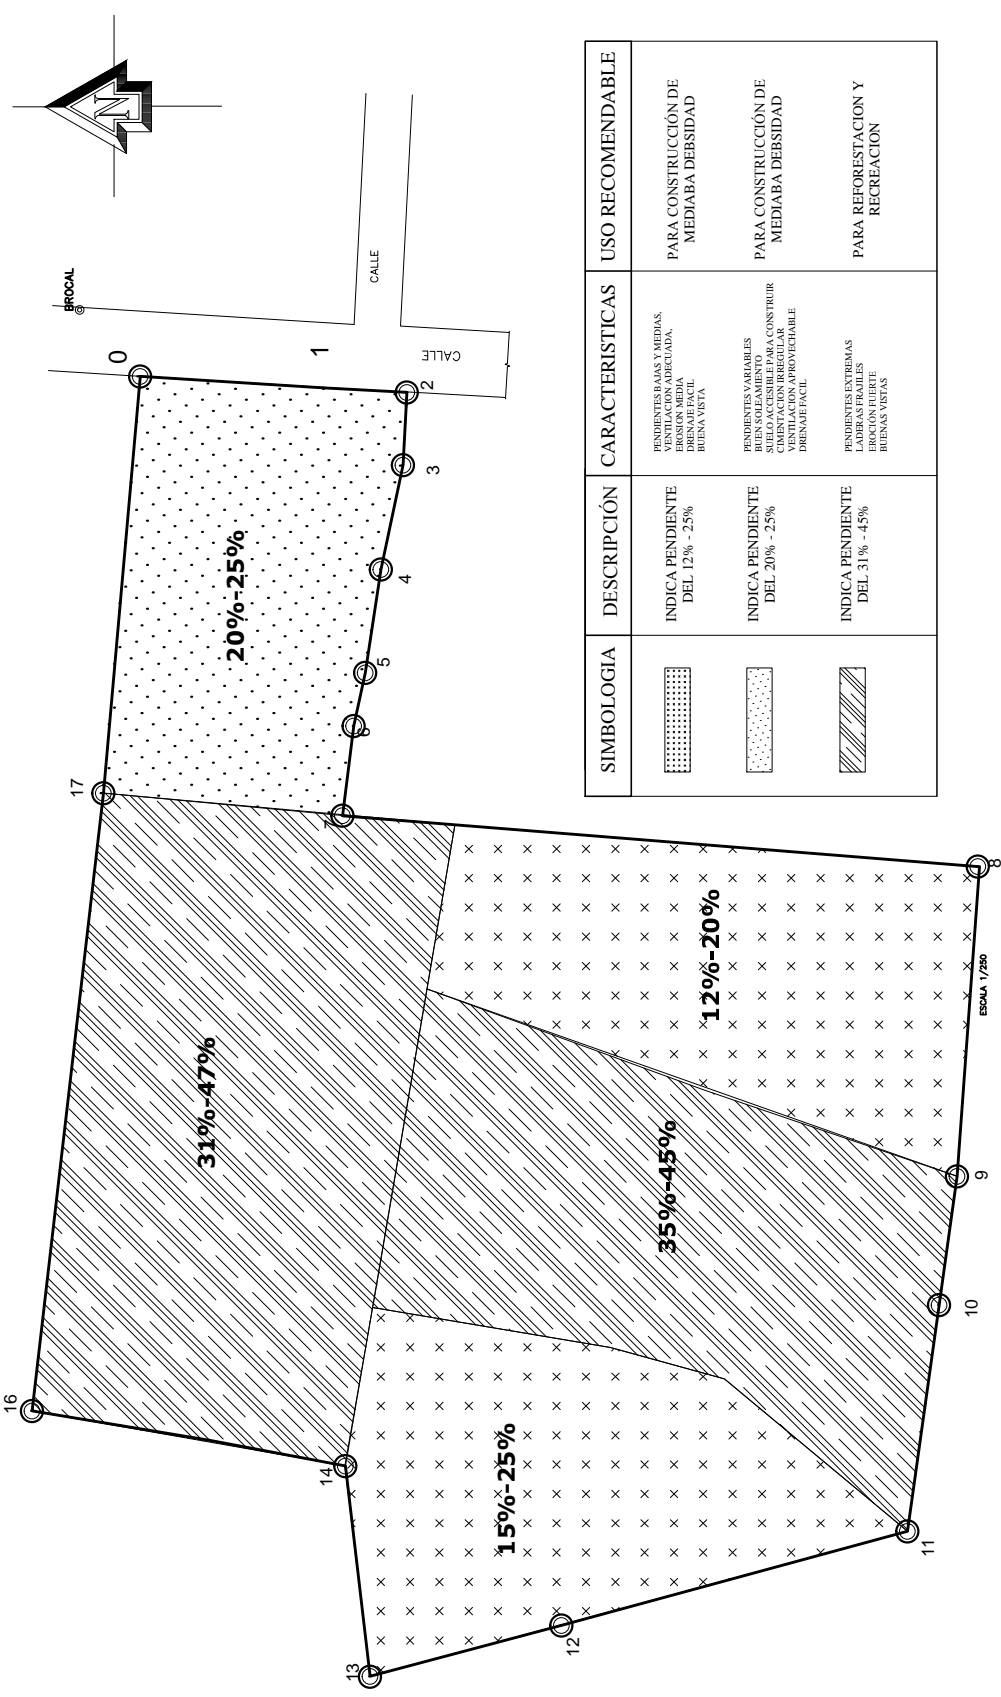 N
BROCAL
CALLE
CALLE
0
1
2
3
4
5
6
7
8
9
10
11
12
13
14
16
17
20%-25%
31%-47%
12%-20%
35%-45%
15%-25%
ESCALA 1/250
SIMBOLOGIA
DESCRIPCIÓN
CARACTERISTICAS
USO RECOMENDABLE
INDICA PENDIENTE
DEL 12% - 25%
PENDIENTES BAJAS Y MEDIAS,
VENTILACION ADECUADA,
EROSION MEDIA
DRENAJE FACIL
BUENA VISTA
PARA CONSTRUCCIÓN DE
MEDIABA DEBSIDAD
INDICA PENDIENTE
DEL 20% - 25%
PENDIENTES VARIABLES
BUEN SOLEAMIENTO
SUELO ACCESIBLE PARA CONSTRUIR
CIMENTACION IRREGULAR
VENTILACION APROVECHABLE
DRENAJE FACIL
PARA CONSTRUCCIÓN DE
MEDIABA DEBSIDAD
INDICA PENDIENTE
DEL 31% - 45%
PENDIENTES EXTREMAS
LADERAS FRAJILES
EROCIÓN FUERTE
BUENAS VISTAS
PARA REFORESTACION Y
RECREACION